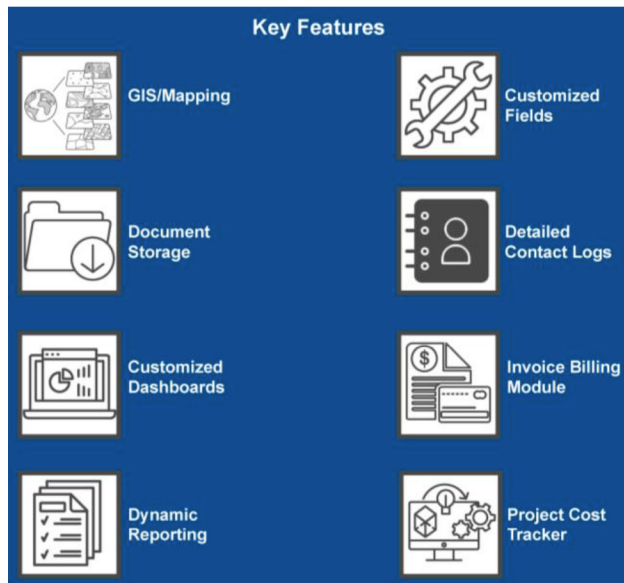 Key Features
GIS/Mapping
Customized
Fields
Document
Storage
Detailed
Contact Logs
Customized
Dashboards
Invoice Billing
Module
Dynamic
Reporting
Project Cost
Tracker